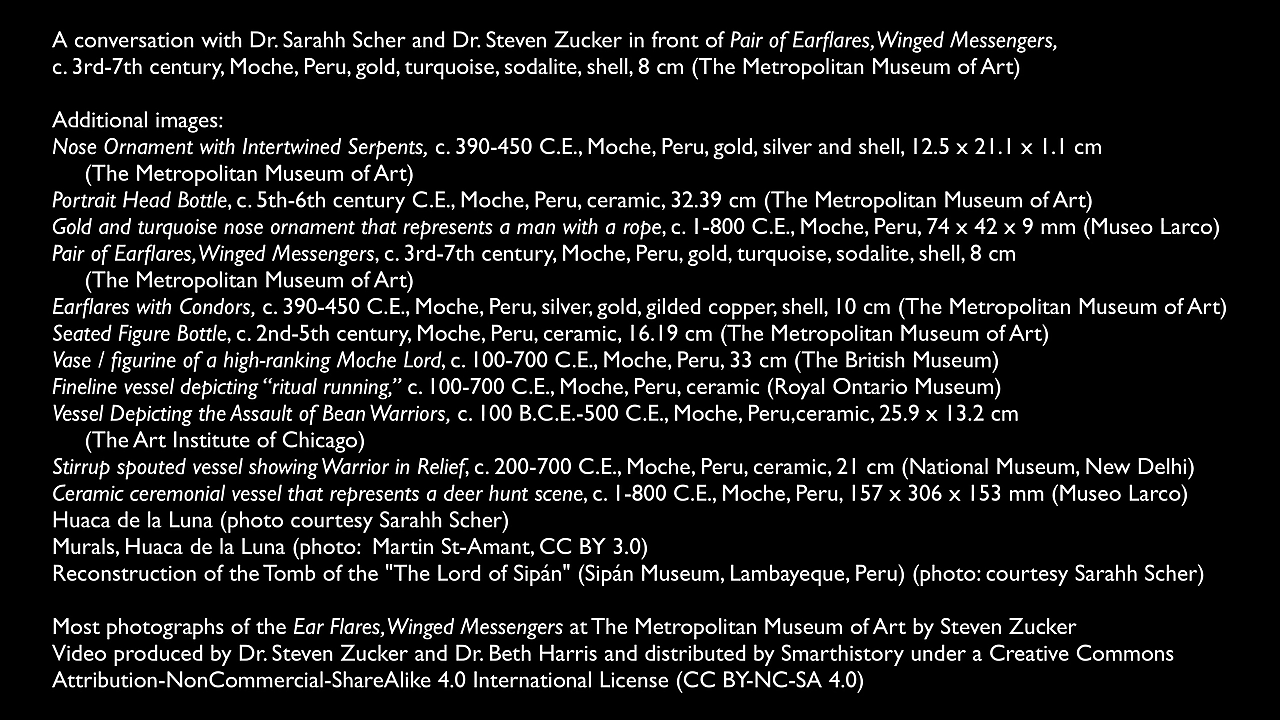 A conversation with Dr. Sarahh Scher and Dr. Steven Zucker in front of Pair of Earflares, Winged Messengers,
c. 3rd-7th century, Moche, Peru, gold, turquoise, sodalite, shell, 8 cm (The Metropolitan Museum of Art)
Additional images:
Nose Ornament with Intertwined Serpents, c. 390-450 C.E., Moche, Peru, gold, silver and shell, 12.5 x 21.1 x 1.1 cm
(The Metropolitan Museum of Art)
Portrait Head Bottle, c. 5th-6th century C.E., Moche, Peru, ceramic, 32.39 cm (The Metropolitan Museum of Art)
Gold and turquoise nose ornament that represents a man with a rope, c. 1-800 C.E., Moche, Peru, 74 x 42 x 9 mm (Museo Larco)
Pair of Earflares, Winged Messengers, c. 3rd-7th century, Moche, Peru, gold, turquoise, sodalite, shell, 8 cm
(The Metropolitan Museum of Art)
Earflares with Condors, c. 390-450 C.E., Moche, Peru, silver, gold, gilded copper, shell, 10 cm (The Metropolitan Museum of Art)
Seated Figure Bottle, c. 2nd-5th century, Moche, Peru, ceramic, 16.19 cm (The Metropolitan Museum of Art)
Vase / figurine of a high-ranking Moche Lord, c. 100-700 C.E., Moche, Peru, 33 cm (The British Museum)
Fineline vessel depicting “ritual running,” c. 100-700 C.E., Moche, Peru, ceramic (Royal Ontario Museum)
Vessel Depicting the Assault of Bean Warriors, c. 100 B.C.E.-500 C.E., Moche, Peru,ceramic, 25.9 x 13.2 cm
(The Art Institute of Chicago)
Stirrup spouted vessel showing Warrior in Relief, c. 200-700 C.E., Moche, Peru, ceramic, 21 cm (National Museum, New Delhi)
Ceramic ceremonial vessel that represents a deer hunt scene, c. 1-800 C.E., Moche, Peru, 157 x 306 x 153 mm (Museo Larco)
Huaca de la Luna (photo courtesy Sarahh Scher)
Murals, Huaca de la Luna (photo: Martin St-Amant, CC BY 3.0)
Reconstruction of the Tomb of the "The Lord of Sipán" (Sipán Museum, Lambayeque, Peru) (photo: courtesy Sarahh Scher)
Most photographs of the Ear Flares, Winged Messengers at The Metropolitan Museum of Art by Steven Zucker
Video produced by Dr. Steven Zucker and Dr. Beth Harris and distributed by Smarthistory under a Creative Commons
Attribution-NonCommercial-ShareAlike 4.0 International License (CC BY-NC-SA 4.0)